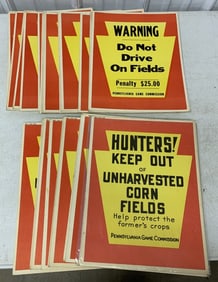 WARNING
Do Not
Drive
On Fields
Penalty $25.00
PENNSYLVANIA GAME COMMISSION
HUNTERS!
KEEP OUT
OF
UNHARVESTED
CORN
FIELDS
Help protect the
farmer's crops
PENNSYLVANIA GAME COMMISSION